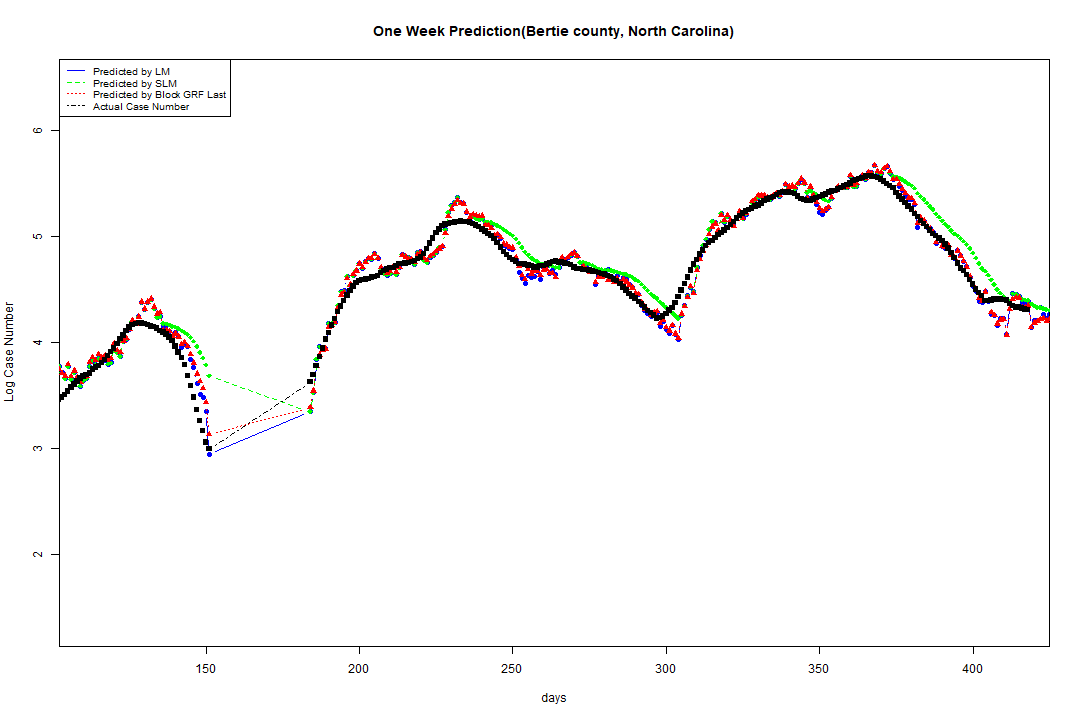 One Week Prediction(Bertie county, North Carolina)
Predicted by LM
Predicted by SLM
Predicted by Block GRF Last
Actual Case Number
6
5
4
3
2
Log Case Number
150 200 250 300 350 400
days